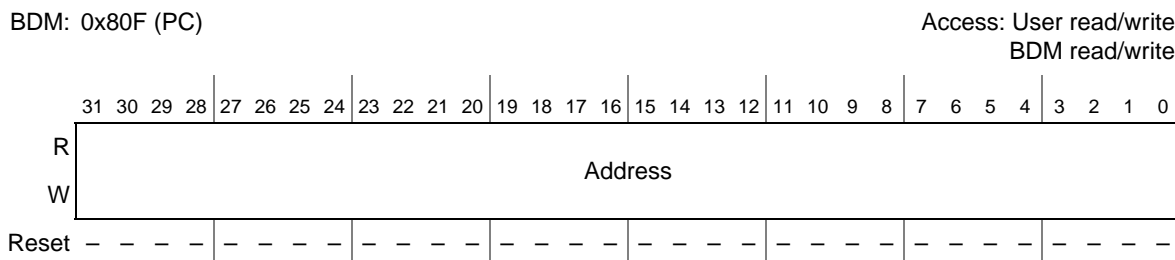 BDM: 0x80F (PC) Access: User read/write
BDM read/write
31 30 29 28 27 26 25 24 23 22 21 20 19 18 17 16 15 14 13 12 11 10 9 8 7 6 5 4 3 2 1 0
R
Address
W
Reset – – – – – – – – – – – – – – – – – – – – – – – – – – – – – – – –